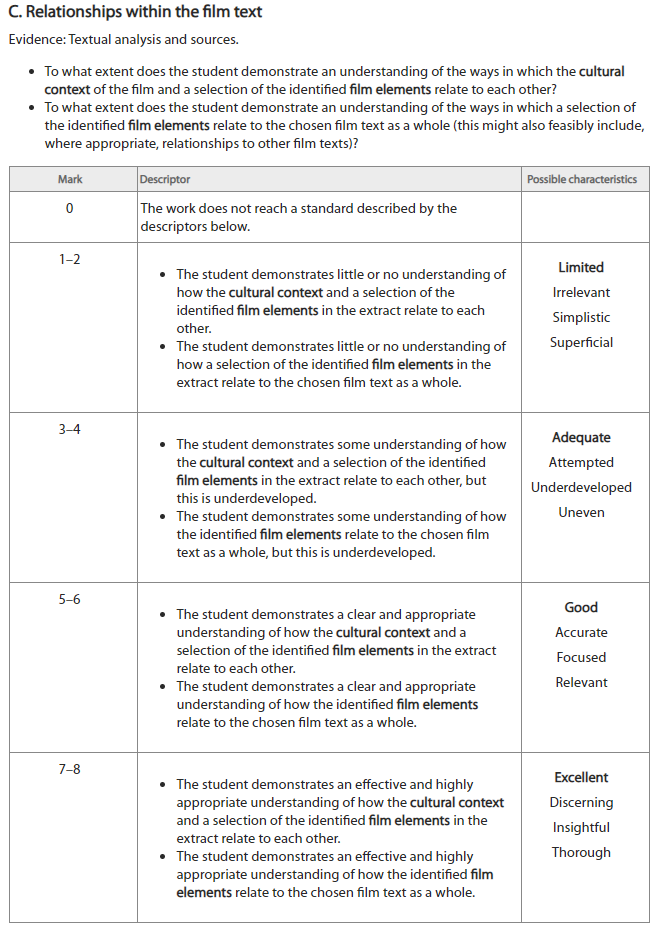 C. Relationships within the film text
Evidence: Textual analysis and sources.
• To what extent does the student demonstrate an understanding of the ways in which the cultural
context of the film and a selection of the identified film elements relate to each other?
• To what extent does the student demonstrate an understanding of the ways in which a selection of
the identified film elements relate to the chosen film text as a whole (this might also feasibly include,
where appropriate, relationships to other film texts)?
Mark Descriptor Possible characteristics
0 The work does not reach a standard described by the
descriptors below.
1–2
• The student demonstrates little or no understanding of
how the cultural context and a selection of the
identified film elements in the extract relate to each
other.
• The student demonstrates little or no understanding of
how a selection of the identified film elements in the
extract relate to the chosen film text as a whole.
Limited
Irrelevant
Simplistic
Superficial
3–4
• The student demonstrates some understanding of how
the cultural context and a selection of the identified
film elements in the extract relate to each other, but
this is underdeveloped.
• The student demonstrates some understanding of how
the identified film elements relate to the chosen film
text as a whole, but this is underdeveloped.
Adequate
Attempted
Underdeveloped
Uneven
5–6
• The student demonstrates a clear and appropriate
understanding of how the cultural context and a
selection of the identified film elements in the extract
relate to each other.
• The student demonstrates a clear and appropriate
understanding of how the identified film elements
relate to the chosen film text as a whole.
Good
Accurate
Focused
Relevant
7–8
• The student demonstrates an effective and highly
appropriate understanding of how the cultural context
and a selection of the identified film elements in the
extract relate to each other.
• The student demonstrates an effective and highly
appropriate understanding of how the identified film
elements relate to the chosen film text as a whole.
Excellent
Discerning
Insightful
Thorough